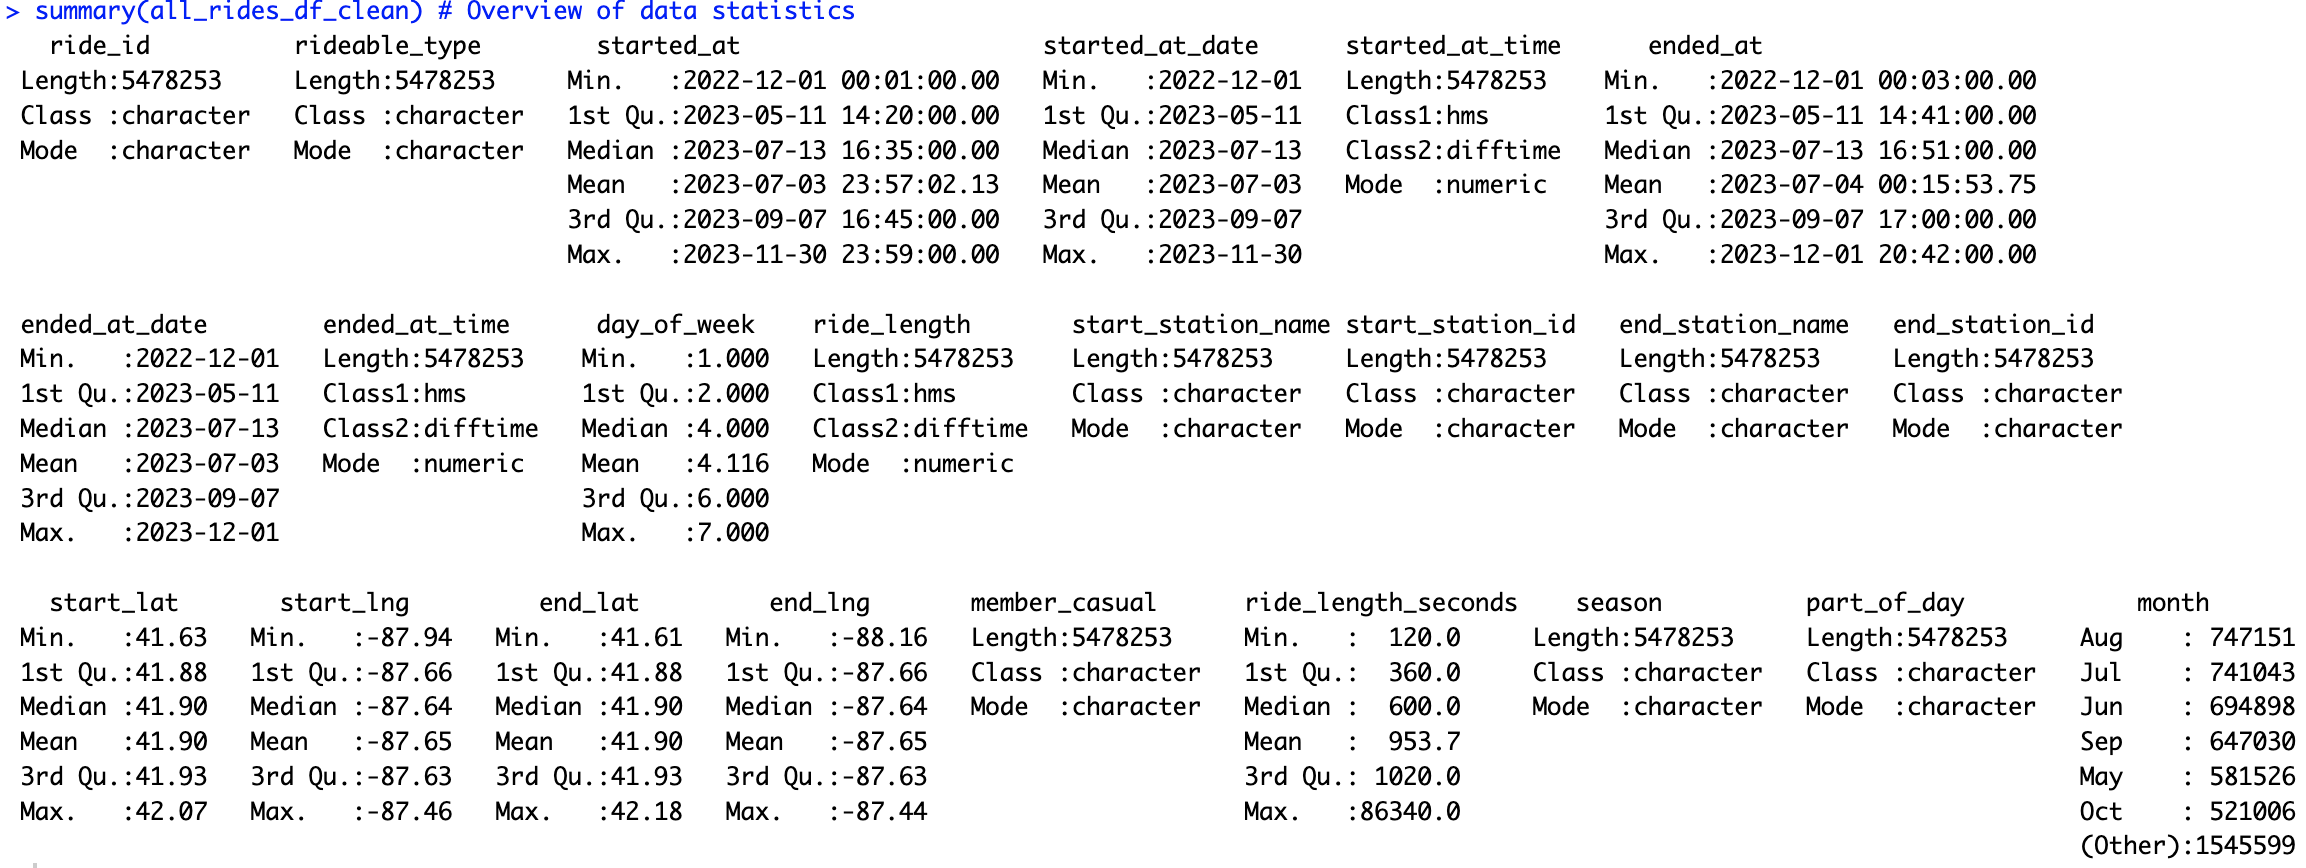 > summary(all_rides_df_clean) # Overview of data statistics
ride_id rideable_type started_at started_at_date started_at_time ended_at
Length:5478253 Length:5478253 Min. :2022-12-01 00:01:00.00 Min. :2022-12-01 Length:5478253 Min. :2022-12-01 00:03:00.00
Class :character Class :character 1st Qu.:2023-05-11 14:20:00.00 1st Qu.:2023-05-11 Class1:hms 1st Qu.:2023-05-11 14:41:00.00
Mode :character Mode :character Median :2023-07-13 16:35:00.00 Median :2023-07-13 Class2:difftime Median :2023-07-13 16:51:00.00
Mean :2023-07-03 23:57:02.13 Mean :2023-07-03 Mode :numeric Mean :2023-07-04 00:15:53.75
3rd Qu.:2023-09-07 16:45:00.00 3rd Qu.:2023-09-07 3rd Qu.:2023-09-07 17:00:00.00
Max. :2023-11-30 23:59:00.00 Max. :2023-11-30 Max. :2023-12-01 20:42:00.00
ended_at_date ended_at_time day_of_week ride_length start_station_name start_station_id end_station_name end_station_id
Min. :2022-12-01 Length:5478253 Min. :1.000 Length:5478253 Length:5478253 Length:5478253 Length:5478253 Length:5478253
1st Qu.:2023-05-11 Class1:hms 1st Qu.:2.000 Class1:hms Class :character Class :character Class :character Class :character
Median :2023-07-13 Class2:difftime Median :4.000 Class2:difftime Mode :character Mode :character Mode :character Mode :character
Mean :2023-07-03 Mode :numeric Mean :4.116 Mode :numeric
3rd Qu.:2023-09-07 3rd Qu.:6.000
Max. :2023-12-01 Max. :7.000
start_lat start_lng end_lat end_lng member_casual ride_length_seconds season part_of_day month
Min. :41.63 Min. :-87.94 Min. :41.61 Min. :-88.16 Length:5478253 Min. : 120.0 Length:5478253 Length:5478253 Aug : 747151
1st Qu.:41.88 1st Qu.:-87.66 1st Qu.:41.88 1st Qu.:-87.66 Class :character 1st Qu.: 360.0 Class :character Class :character Jul : 741043
Median :41.90 Median :-87.64 Median :41.90 Median :-87.64 Mode :character Median : 600.0 Mode :character Mode :character Jun : 694898
Mean :41.90 Mean :-87.65 Mean :41.90 Mean :-87.65 Mean : 953.7 Sep : 647030
3rd Qu.:41.93 3rd Qu.:-87.63 3rd Qu.:41.93 3rd Qu.:-87.63 3rd Qu.: 1020.0 May : 581526
Max. :42.07 Max. :-87.46 Max. :42.18 Max. :-87.44 Max. :86340.0 Oct : 521006
(Other):1545599